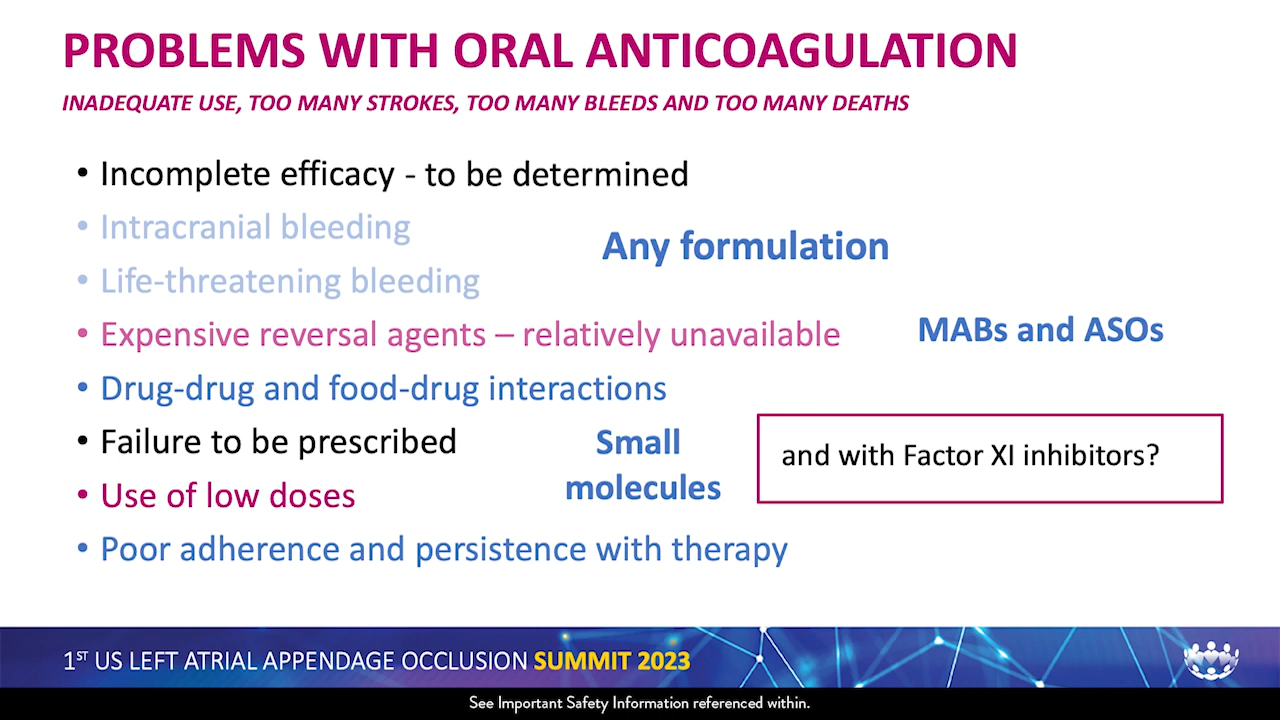 PROBLEMS WITH ORAL ANTICOAGULATION
INADEQUATE USE, TOO MANY STROKES, TOO MANY BLEEDS AND TOO MANY DEATHS
• Incomplete efficacy - to be determined
• Intracranial bleeding
Any formulation
• Life-threatening bleeding
• Expensive reversal agents – relatively unavailable
MABs and ASOs
• Drug-drug and food-drug interactions
• Failure to be prescribed
Small
molecules
and with Factor XI inhibitors?
• Use of low doses
• Poor adherence and persistence with therapy
1ST US LEFT ATRIAL APPENDAGE OCCLUSION SUMMIT 2023
See Important Safety Information referenced within.